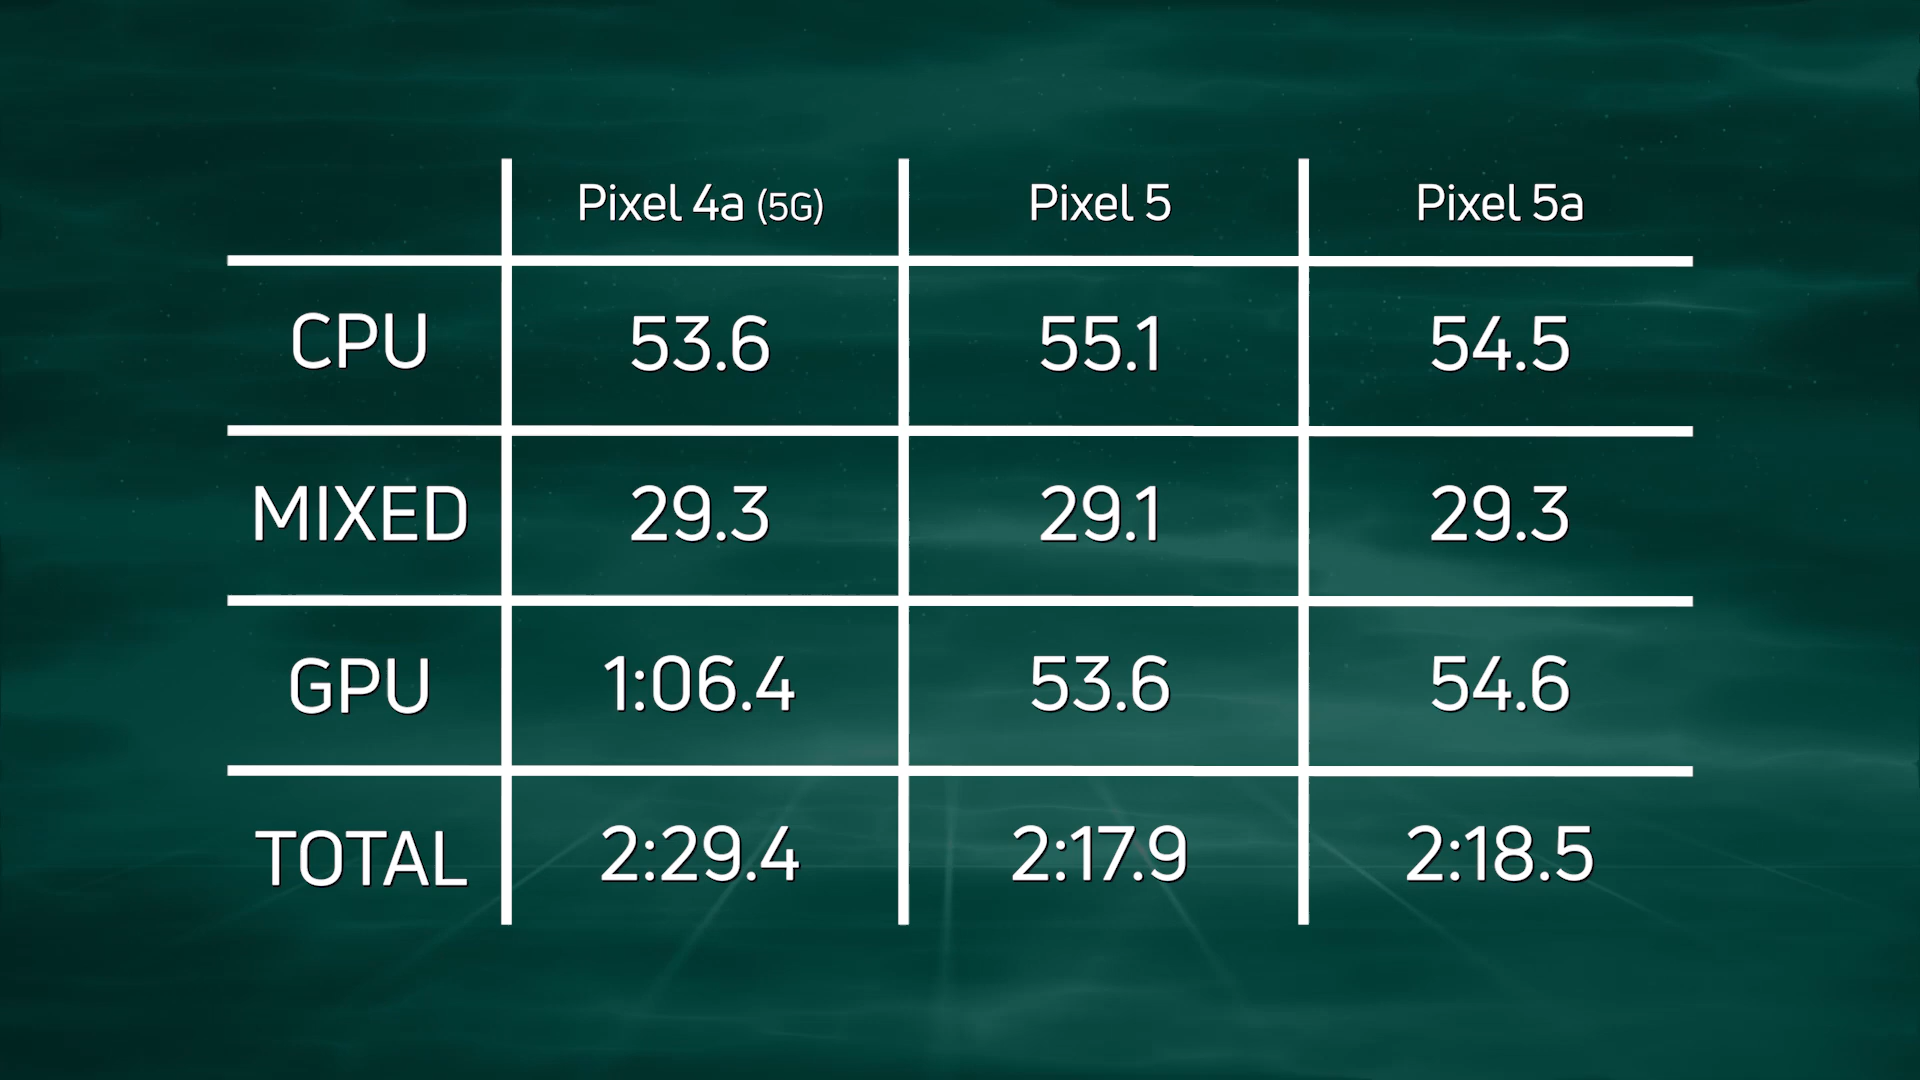 Pixel 4a (5G) Pixel 5 Pixel 5a
CPU 53.6 55.1 54.5
MIXED 29.3 29.1 29.3
GPU 1:06.4 53.6 54.6
TOTAL 2:29.4 2:17.9 2:18.5